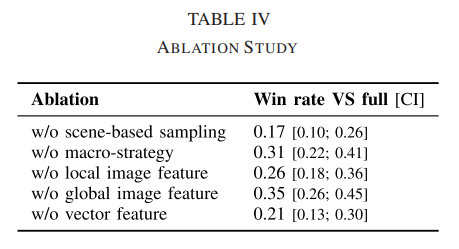 TABLE IV
ABLATION STUDY
Ablation Win rate VS full [CI]
w/o scene-based sampling 0.17 [0.10; 0.26]
w/o macro-strategy 0.31 [0.22; 0.41]
w/o local image feature 0.26 [0.18; 0.36]
w/o global image feature 0.35 [0.26; 0.45]
w/o vector feature 0.21 [0.13; 0.30]